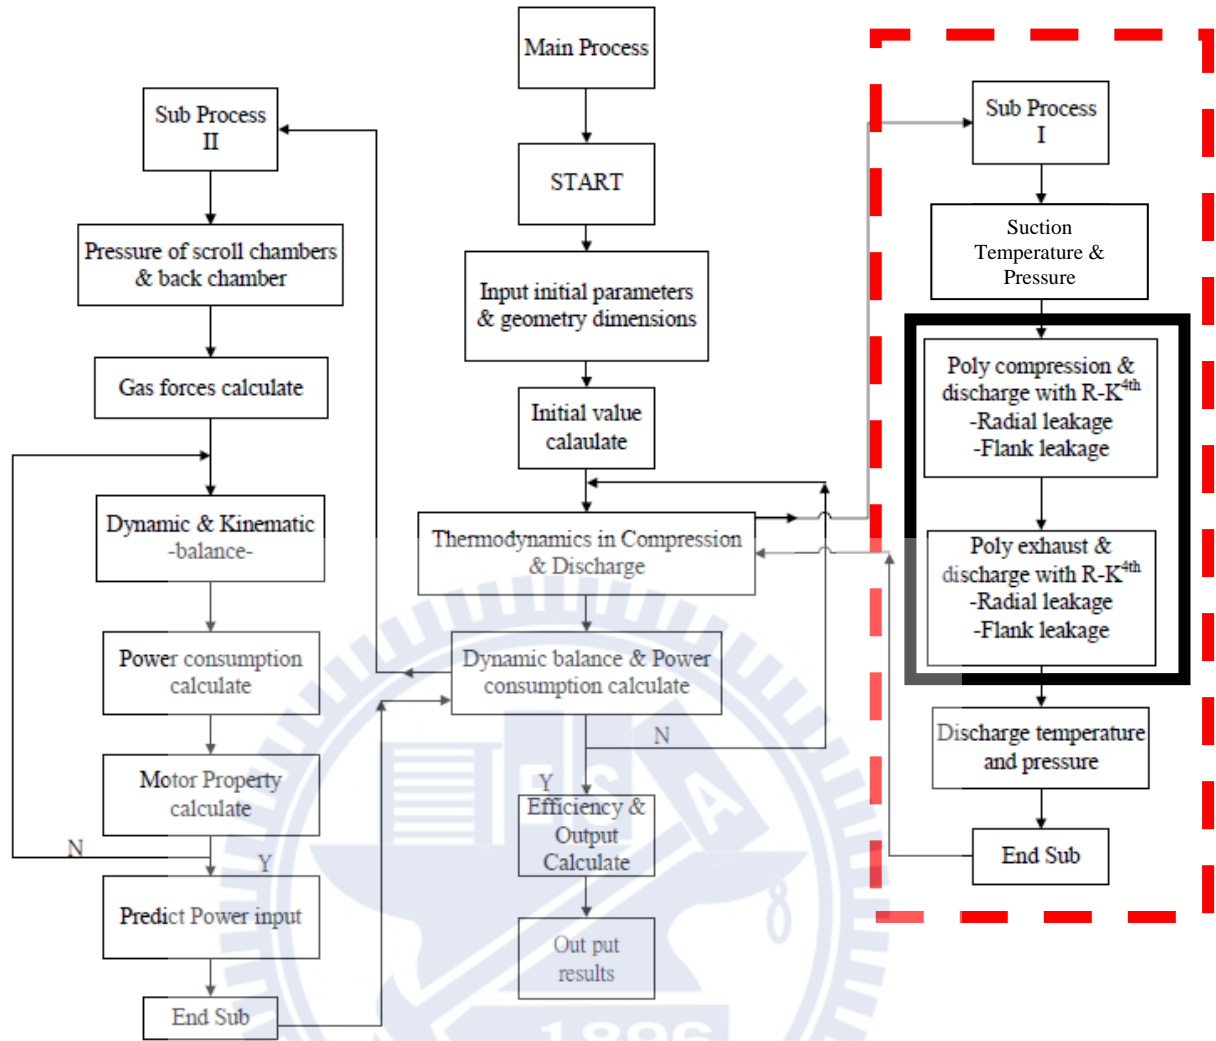 Main Process
START
Input initial parameters
& geometry dimensions
Initial value
calaulate
Thermodynamics in Compression
& Discharge
Dynamic balance & Power
consumption calculate
N
Y
Efficiency &
Output
Calculate
Out put
results
Sub Process
II
Pressure of scroll chambers
& back chamber
Gas forces calculate
Dynamic & Kinematic
-balance-
Power consumption
calculate
Motor Property
calculate
N
Y
Predict Power input
End Sub
Sub Process
I
Suction
Temperature &
Pressure
Poly compression &
discharge with R-K4th
-Radial leakage
-Flank leakage
Poly exhaust &
discharge with R-K4th
-Radial leakage
-Flank leakage
Discharge temperature
and pressure
End Sub
E S A
8
1896